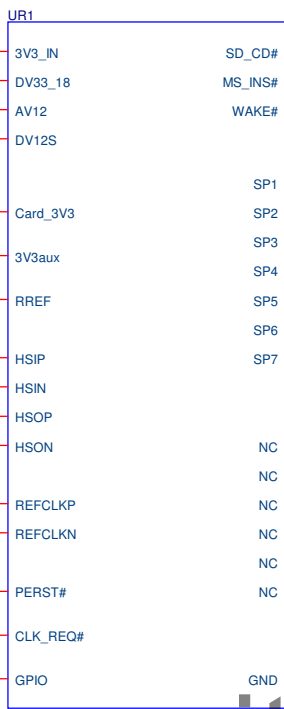 UR1
3V3_IN SD_CD#
DV33_18 MS_INS#
AV12 WAKE#
DV12S
SP1
Card_3V3 SP2
SP3
3V3aux
SP4
RREF SP5
SP6
HSIP SP7
HSIN
HSOP
HSON NC
NC
REFCLKP NC
REFCLKN NC
NC
PERST# NC
CLK_REQ#
GPIO GND